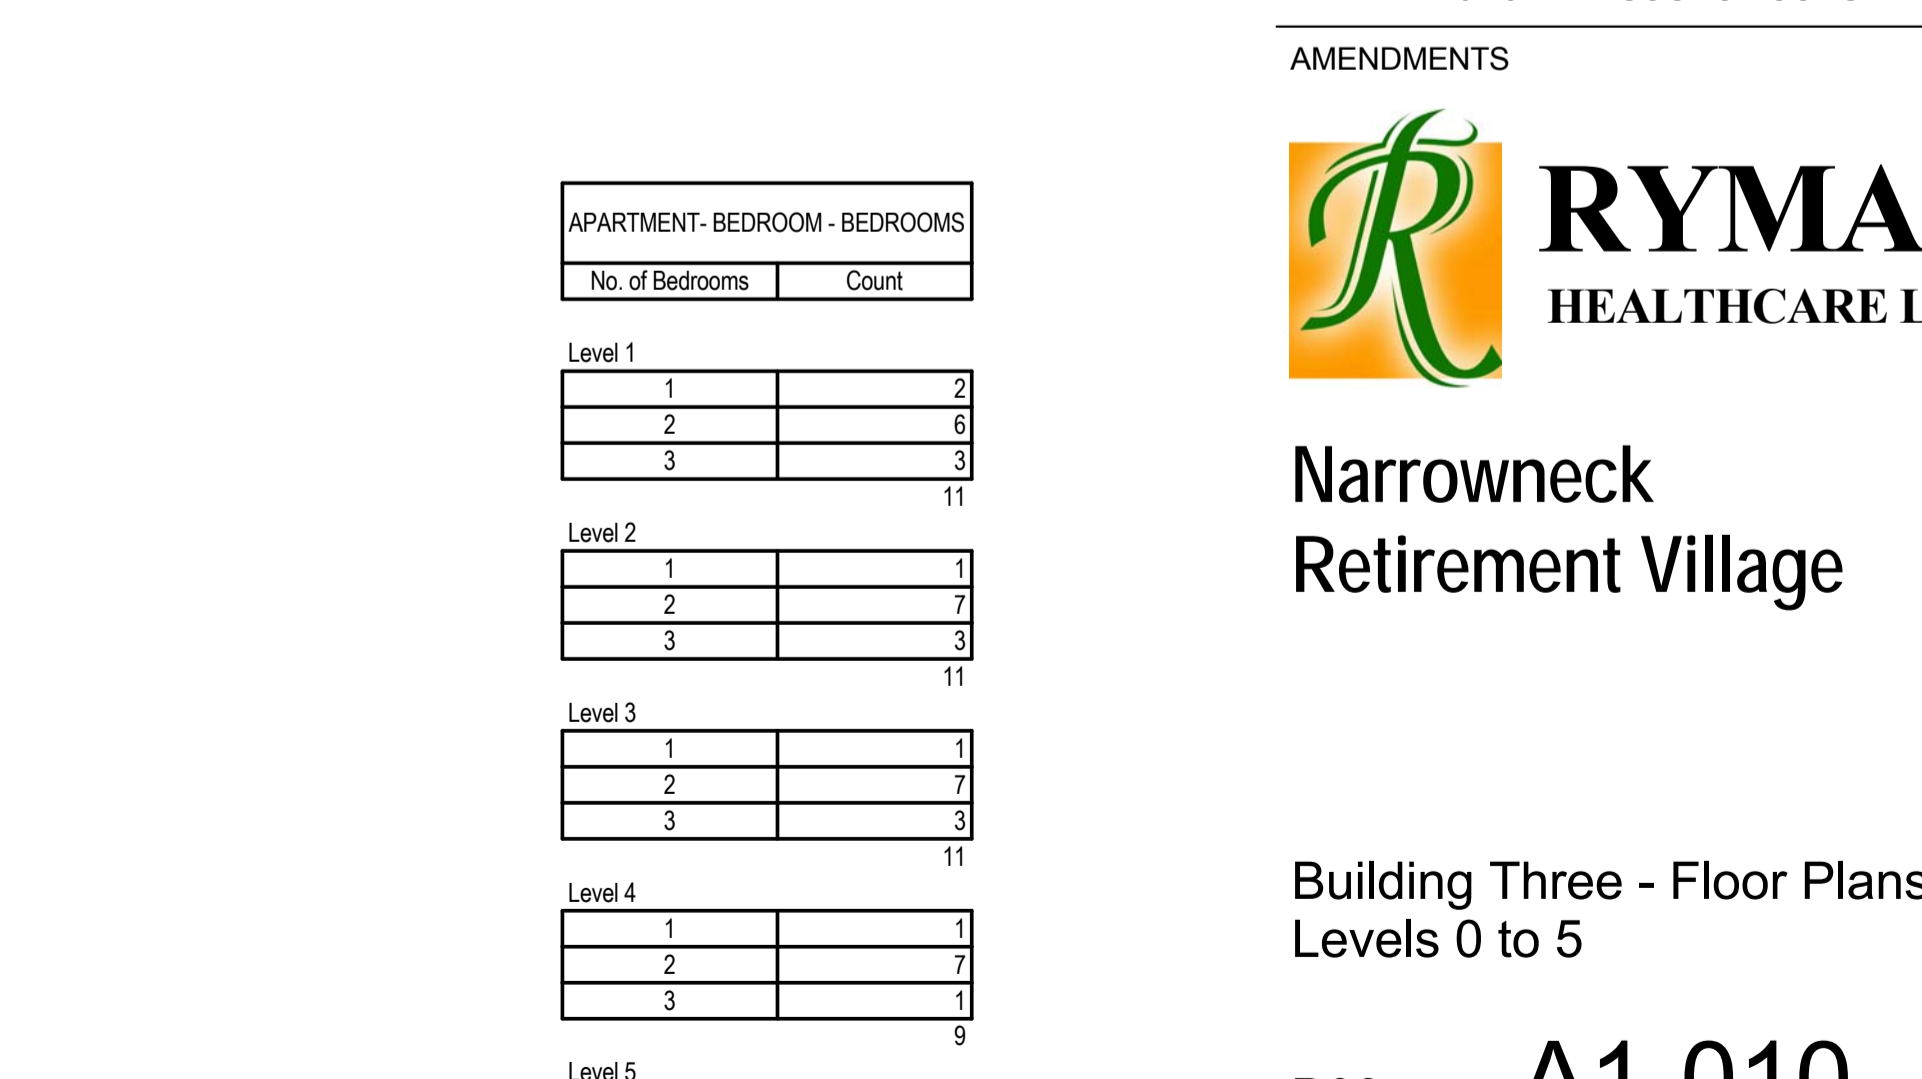 APARTMENT- BEDROOM - BEDROOMS
No. of Bedrooms Count
Level 1
1 2
2 6
3 3
11
Level 2
1 1
2 7
3 3
11
Level 3
1 1
2 7
3 3
11
Level 4
1 1
2 7
3 1
9
Level 5
AMENDMENTS
RYMA
HEALTHCARE L
Narrowneck
Retirement Village
Building Three - Floor Plans
Levels 0 to 5
A1 010